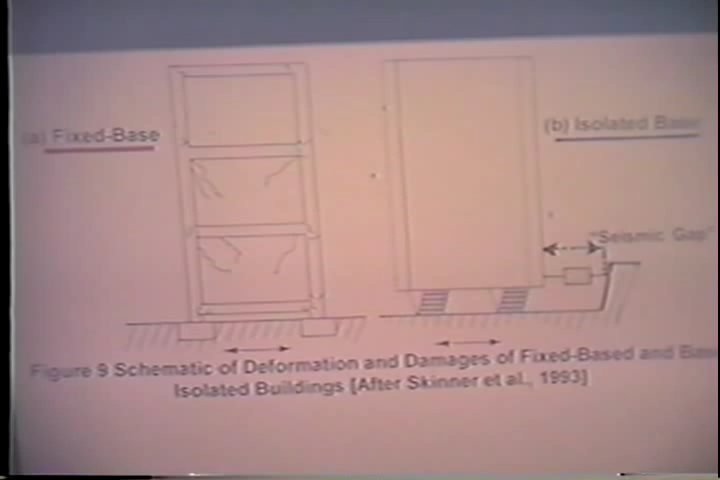 (a) Fixed-Base
(b) Isolated Base
"Seismic Gap"
Figure 9 Schematic of Deformation and Damages of Fixed-Based and Base
Isolated Buildings [After Skinner et al., 1993]